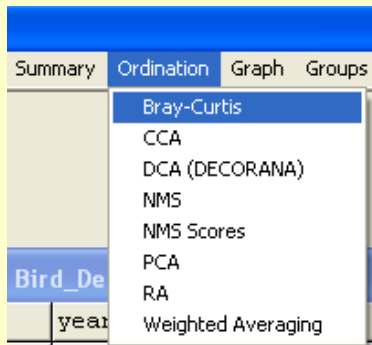 Summary Ordination Graph Groups
Bray-Curtis
CCA
DCA (DECORANA)
NMS
NMS Scores
PCA
RA
Weighted Averaging
Bird_De
year